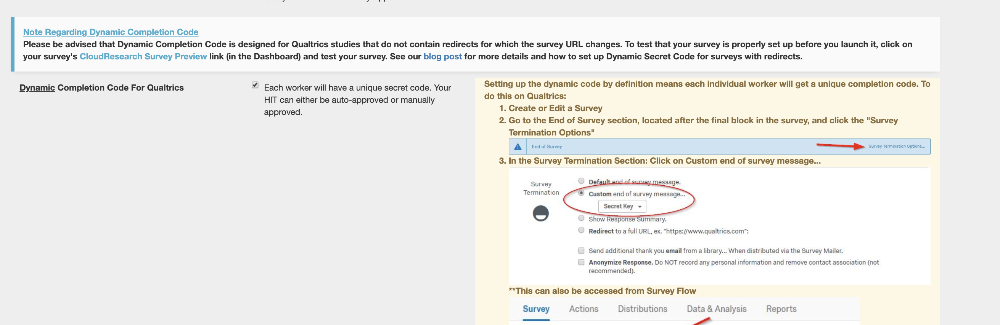 Note Regarding Dynamic Completion Code
Please be advised that Dynamic Completion Code is designed for Qualtrics studies that do not contain redirects for which the survey URL changes. To test that your survey is properly set up before you launch it, click on
your survey's CloudResearch Survey Preview link (in the Dashboard) and test your survey. See our blog post for more details and how to set up Dynamic Secret Code for surveys with redirects.
Dynamic Completion Code For Qualtrics
Each worker will have a unique secret code. Your
HIT can either be auto-approved or manually
approved.
Setting up the dynamic code by definition means each individual worker will get a unique completion code. To
do this on Qualtrics:
1. Create or Edit a Survey
2. Go to the End of Survey section, located after the final block in the survey, and click the "Survey
Termination Options"
End of Survey
Survey Termination Options...
3. In the Survey Termination Section: Click on Custom end of survey message...
Survey
Termination
Default end of survey message.
Custom end of survey message...
Secret Key
Show Response Summary.
Redirect to a full URL, ex. "https://www.qualtrics.com":
Send additional thank you email from a library... When distributed via the Survey Mailer.
Anonymize Response. Do NOT record any personal information and remove contact association (not
recommended).
**This can also be accessed from Survey Flow
Survey Actions Distributions Data & Analysis Reports